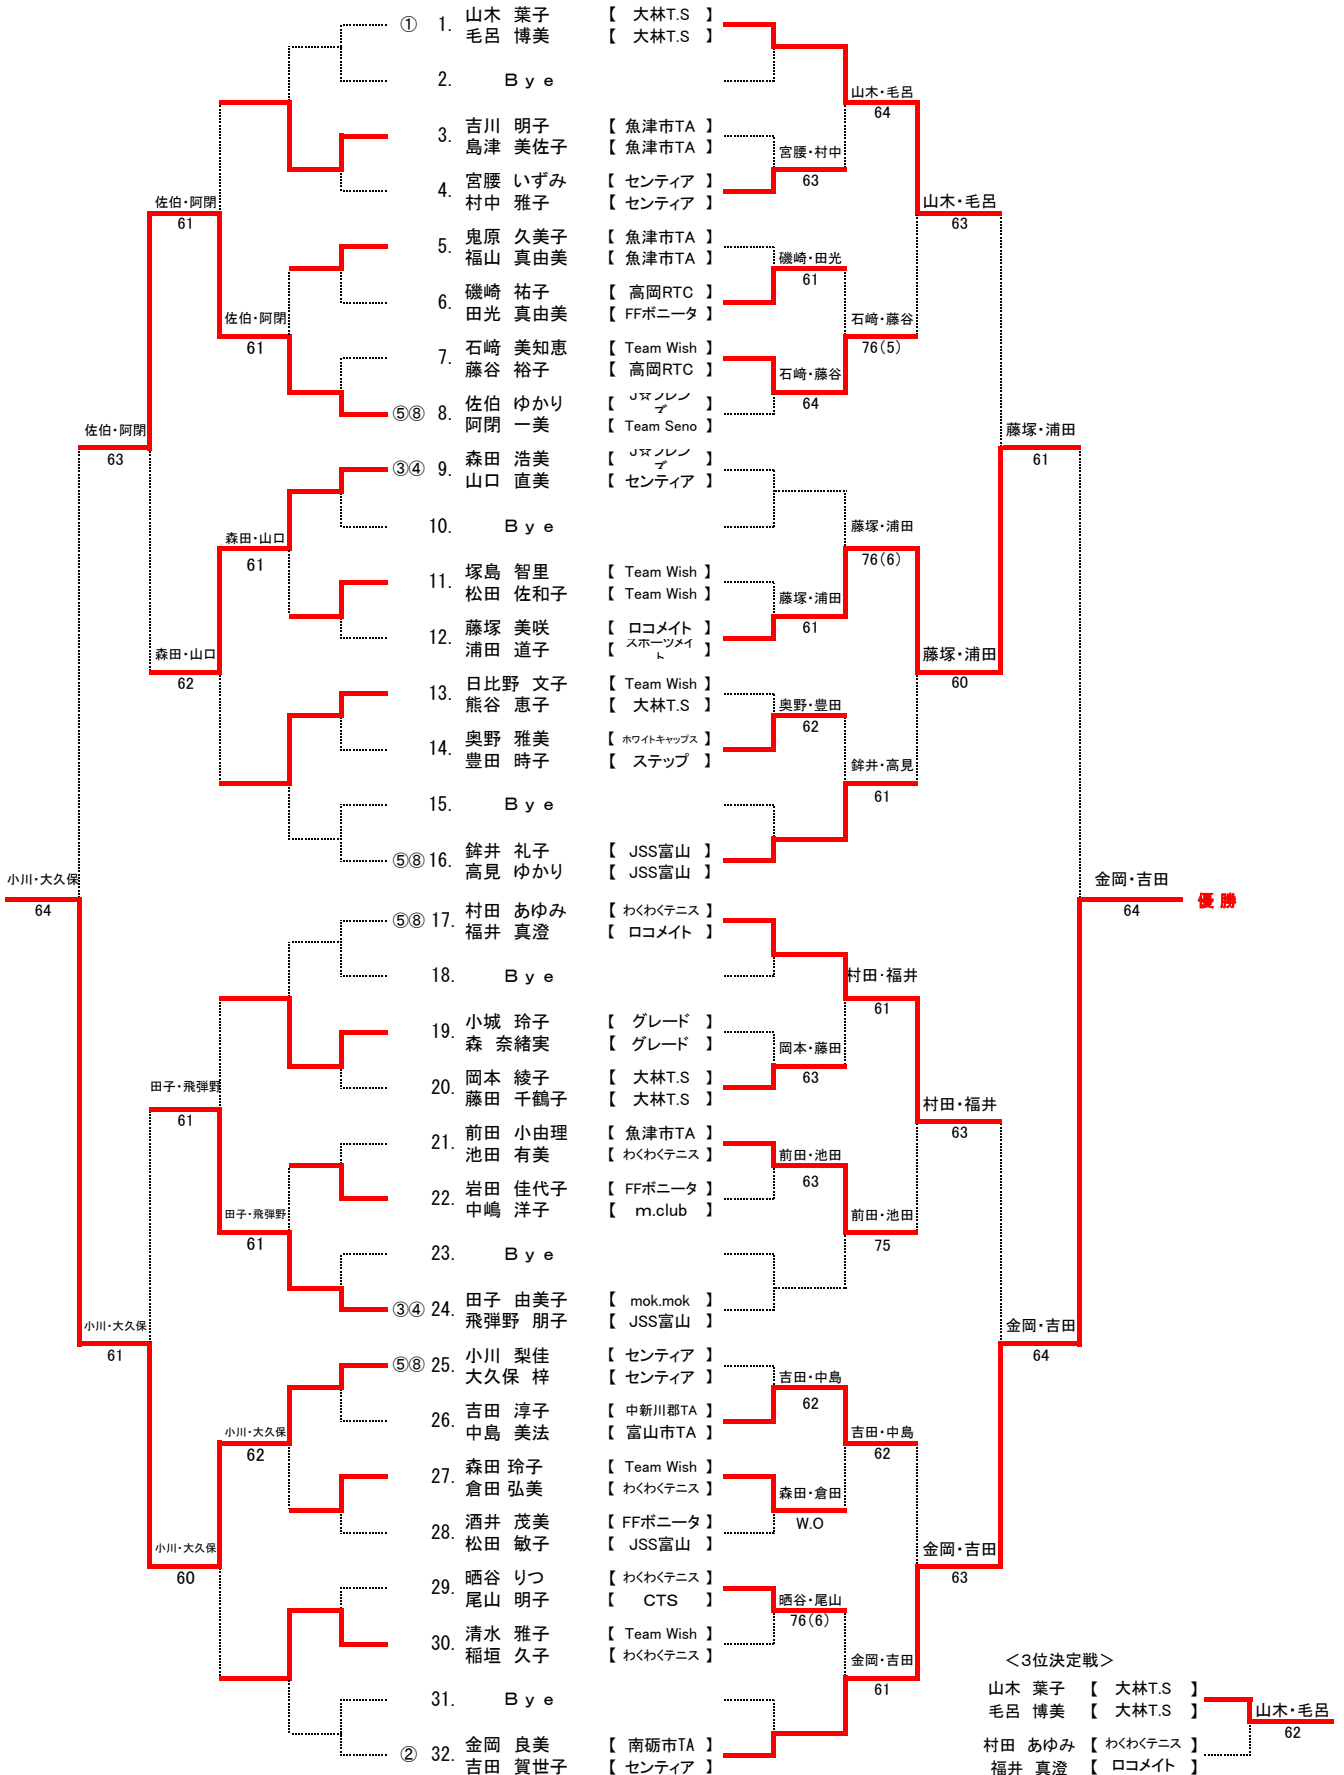 ① 1. 山木 葉子 【 大林T.S 】
毛呂 博美 【 大林T.S 】
2. Bye
山木・毛呂
64
3. 吉川 明子 【 魚津市TA 】
島津 美佐子 【 魚津市TA 】
宮腰・村中
63
4. 宮腰 いずみ 【 センティア 】
村中 雅子 【 センティア 】
佐伯・阿閉
61
山木・毛呂
63
5. 鬼原 久美子 【 魚津市TA 】
福山 真由美 【 魚津市TA 】
磯崎・田光
61
6. 磯崎 祐子 【 高岡RTC 】
田光 真由美 【 FFボニータ 】
佐伯・阿閉
61
石﨑・藤谷
76(5)
7. 石﨑 美知恵 【 Team Wish 】
藤谷 裕子 【 高岡RTC 】
石﨑・藤谷
64
⑤⑧ 8. 佐伯 ゆかり 【 J☆フレンズ 】
阿閉 一美 【 Team Seno 】
佐伯・阿閉
63
藤塚・浦田
61
③④ 9. 森田 浩美 【 J☆フレンズ 】
山口 直美 【 センティア 】
10. Bye
森田・山口
61
藤塚・浦田
76(6)
11. 塚島 智里 【 Team Wish 】
松田 佐和子 【 Team Wish 】
藤塚・浦田
61
12. 藤塚 美咲 【 ロコメイト 】
浦田 道子 【 スポーツメイト 】
森田・山口
62
藤塚・浦田
60
13. 日比野 文子 【 Team Wish 】
熊谷 恵子 【 大林T.S 】
奥野・豊田
62
14. 奥野 雅美 【 ホワイトキャップス 】
豊田 時子 【 ステップ 】
鉾井・高見
61
15. Bye
⑤⑧ 16. 鉾井 礼子 【 JSS富山 】
高見 ゆかり 【 JSS富山 】
小川・大久保
64
金岡・吉田
64
優 勝
⑤⑧ 17. 村田 あゆみ 【 わくわくテニス 】
福井 真澄 【 ロコメイト 】
18. Bye
村田・福井
61
19. 小城 玲子 【 グレード 】
森 奈緒実 【 グレード 】
岡本・藤田
63
20. 岡本 綾子 【 大林T.S 】
藤田 千鶴子 【 大林T.S 】
田子・飛弾野
61
村田・福井
63
21. 前田 小由理 【 魚津市TA 】
池田 有美 【 わくわくテニス 】
前田・池田
63
22. 岩田 佳代子 【 FFボニータ 】
中嶋 洋子 【 m.club 】
田子・飛弾野
61
前田・池田
75
23. Bye
③④ 24. 田子 由美子 【 mok.mok 】
飛弾野 朋子 【 JSS富山 】
小川・大久保
61
金岡・吉田
64
⑤⑧ 25. 小川 梨佳 【 センティア 】
大久保 梓 【 センティア 】
吉田・中島
62
26. 吉田 淳子 【 中新川郡TA 】
中島 美法 【 富山市TA 】
小川・大久保
62
吉田・中島
62
27. 森田 玲子 【 Team Wish 】
倉田 弘美 【 わくわくテニス 】
森田・倉田
W.O
28. 酒井 茂美 【 FFボニータ 】
松田 敏子 【 JSS富山 】
小川・大久保
60
金岡・吉田
63
29. 晒谷 りつ 【 わくわくテニス 】
尾山 明子 【 CTS 】
晒谷・尾山
76(6)
30. 清水 雅子 【 Team Wish 】
稲垣 久子 【 わくわくテニス 】
金岡・吉田
61
31. Bye
② 32. 金岡 良美 【 南砺市TA 】
吉田 賀世子 【 センティア 】
＜3位決定戦＞
山木 葉子 【 大林T.S 】
毛呂 博美 【 大林T.S 】
山木・毛呂
62
村田 あゆみ 【 わくわくテニス 】
福井 真澄 【 ロコメイト 】